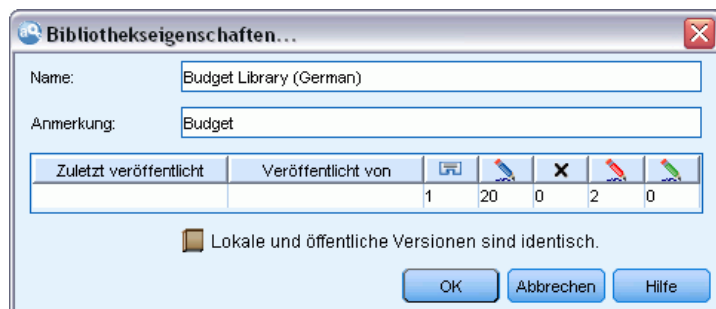 Bibliothekseigenschaften...
Name: Budget Library (German)
Anmerkung: Budget
Zuletzt veröffentlicht Veröffentlicht von
1 20 0 2 0
Lokale und öffentliche Versionen sind identisch.
OK Abbrechen Hilfe